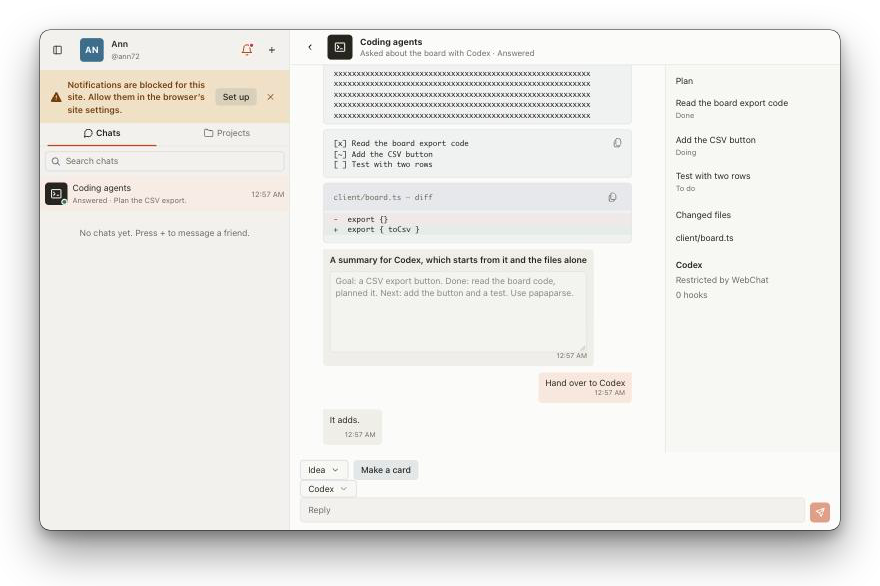 AN
Ann
@ann72
Notifications are blocked for this
site. Allow them in the browser's
site settings.
Set up
Chats
Projects
Search chats
Coding agents
Answered · Plan the CSV export.
12:57 AM
No chats yet. Press + to message a friend.
Coding agents
Asked about the board with Codex · Answered
[x] Read the board export code
[~] Add the CSV button
[ ] Test with two rows
client/board.ts — diff
- export {}
+ export { toCsv }
A summary for Codex, which starts from it and the files alone
Goal: a CSV export button. Done: read the board code,
planned it. Next: add the button and a test. Use papaparse.
12:57 AM
Hand over to Codex
12:57 AM
It adds.
12:57 AM
Idea
Make a card
Codex
Reply
Plan
Read the board export code
Done
Add the CSV button
Doing
Test with two rows
To do
Changed files
client/board.ts
Codex
Restricted by WebChat
0 hooks